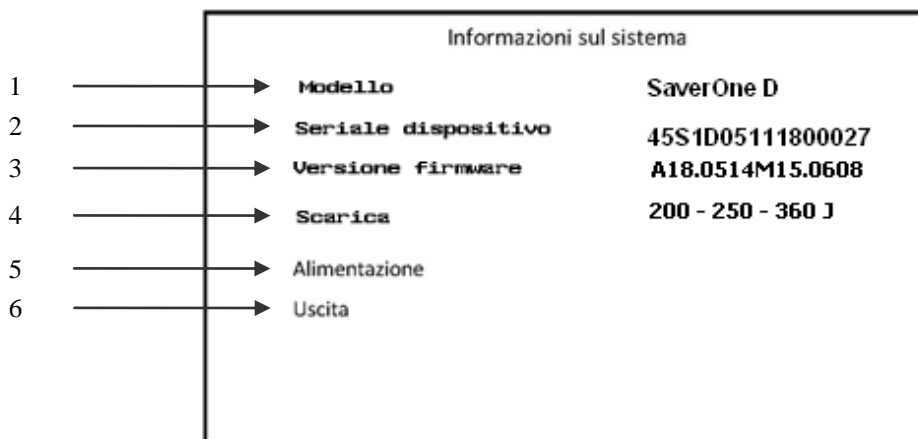 Informazioni sul sistema
1 Modello SaverOne D
2 Seriale dispositivo 45S1D05111800027
3 Versione firmware A18.0514M15.0608
4 Scarica 200 - 250 - 360 J
5 Alimentazione
6 Uscita